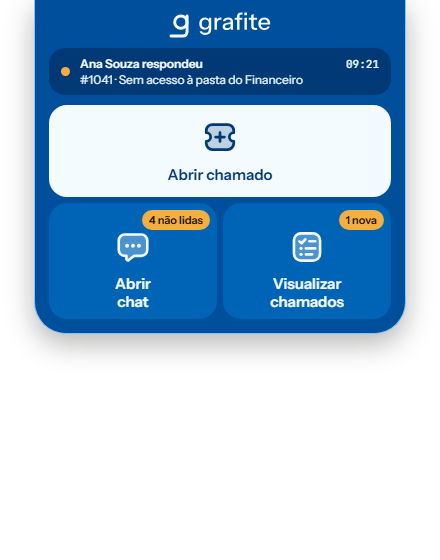 grafite
Ana Souza respondeu 09:21
#1041 · Sem acesso à pasta do Financeiro
Abrir chamado
4 não lidas
1 nova
Abrir
chat
Visualizar
chamados